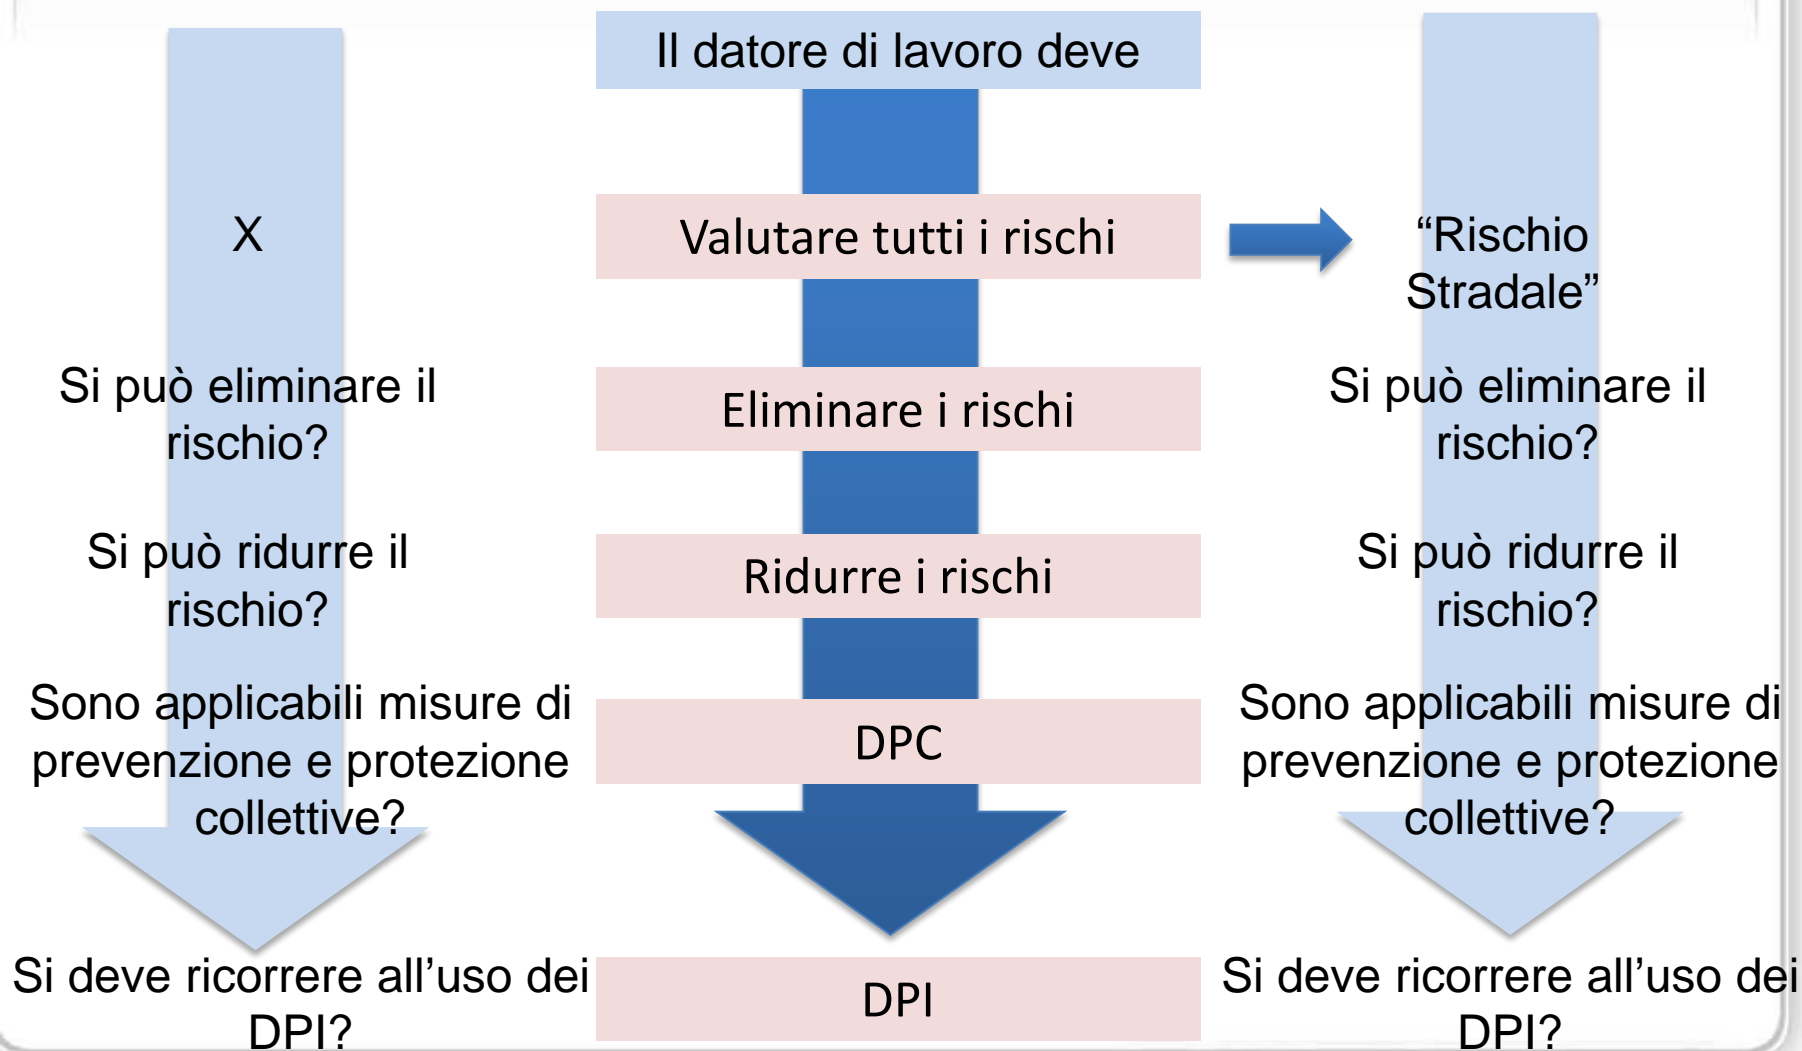 Il datore di lavoro deve
X
Valutare tutti i rischi
“Rischio
Stradale”
Si può eliminare il
rischio?
Eliminare i rischi
Si può eliminare il
rischio?
Si può ridurre il
rischio?
Ridurre i rischi
Si può ridurre il
rischio?
Sono applicabili misure di
prevenzione e protezione
collettive?
DPC
Sono applicabili misure di
prevenzione e protezione
collettive?
Si deve ricorrere all’uso dei
DPI?
DPI
Si deve ricorrere all’uso dei
DPI?